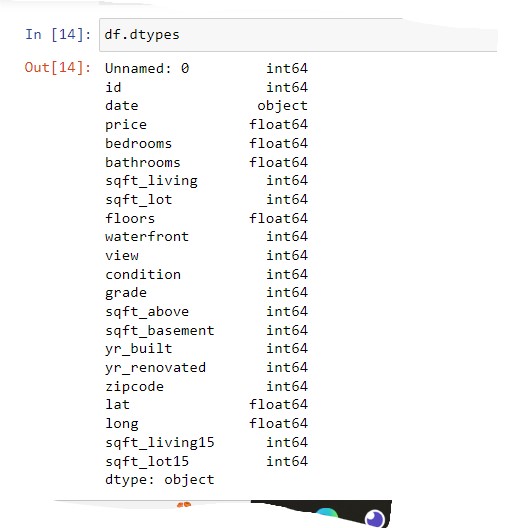 In [14]: df.dtypes
Out[14]: Unnamed: 0 int64
id int64
date object
price float64
bedrooms float64
bathrooms float64
sqft_living int64
sqft_lot int64
floors float64
waterfront int64
view int64
condition int64
grade int64
sqft_above int64
sqft_basement int64
yr_built int64
yr_renovated int64
zipcode int64
lat float64
long float64
sqft_living15 int64
sqft_lot15 int64
dtype: object